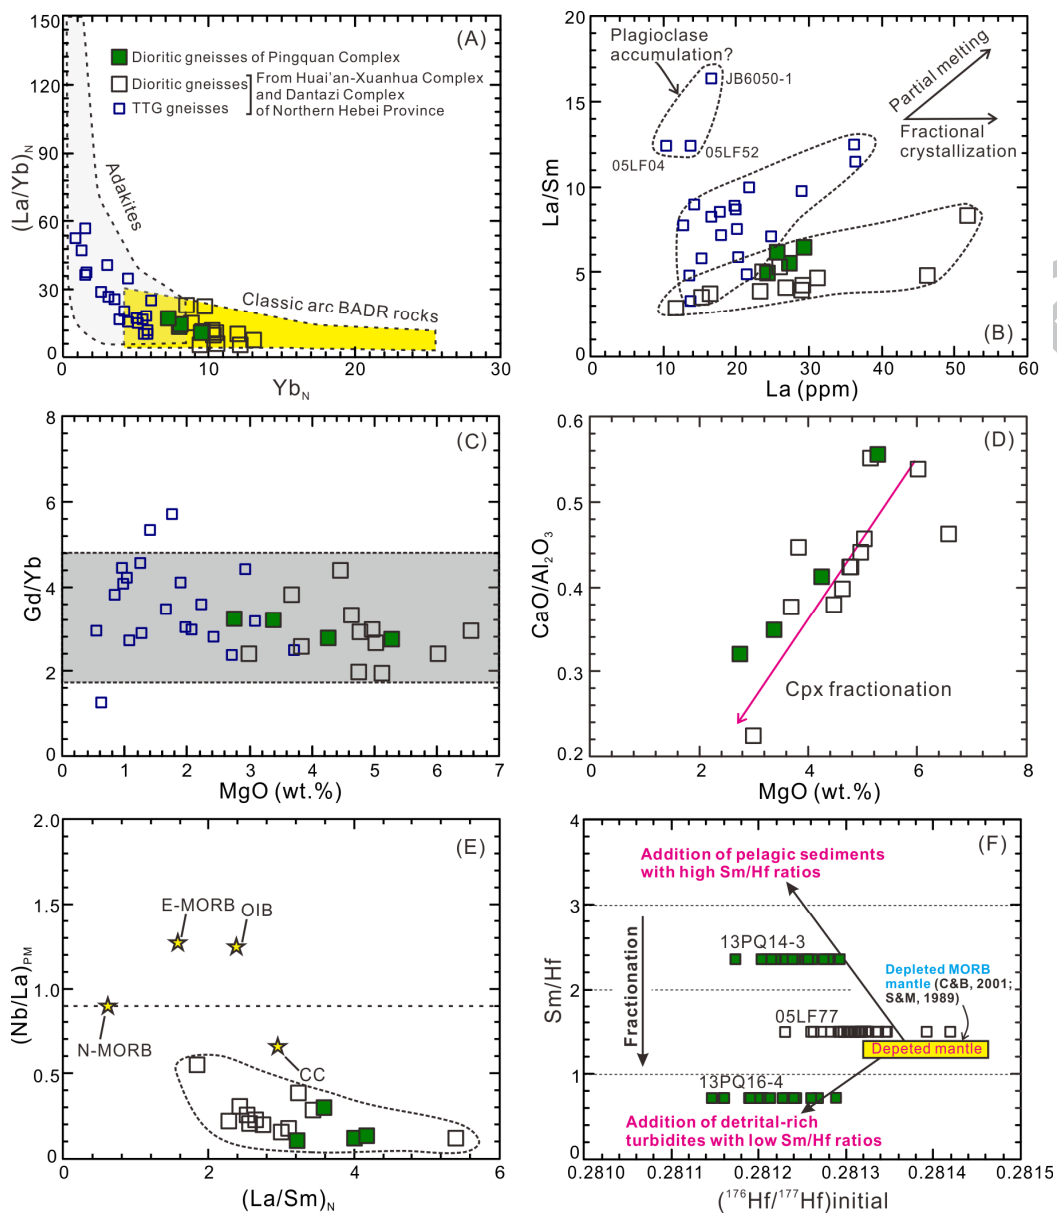 (A)
Dioritic gneisses of Pingquan Complex
Dioritic gneisses
TTG gneisses
From Huai'an-Xuanhua Complex
and Dantazi Complex
of Northern Hebei Province
Adakites
Classic arc BADR rocks
150
120
90
60
30
0
(La/Yb)N
0
10
20
30
YbN
(B)
Plagioclase
accumulation?
JB6050-1
05LF04
05LF52
Partial melting
Fractional
crystallization
20
15
10
5
0
La/Sm
0
10
20
30
40
50
60
La (ppm)
(C)
8
6
4
2
0
Gd/Yb
0
1
2
3
4
5
6
7
MgO (wt.%)
(D)
Cpx fractionation
0.6
0.5
0.4
0.3
0.2
CaO/Al2O3
0
2
4
6
8
MgO (wt.%)
(E)
E-MORB
OIB
N-MORB
CC
2.0
1.5
1.0
0.5
0
(Nb/La)PM
0
2
4
6
(La/Sm)N
(F)
Addition of pelagic sediments
with high Sm/Hf ratios
Fractionation
13PQ14-3
Depleted MORB
mantle (C&B, 2001;
S&M, 1989)
05LF77
Depeted mantle
13PQ16-4
Addition of detrital-rich
turbidites with low Sm/Hf ratios
4
3
2
1
0
Sm/Hf
0.2810
0.2811
0.2812
0.2813
0.2814
0.2815
(176Hf/177Hf)initial